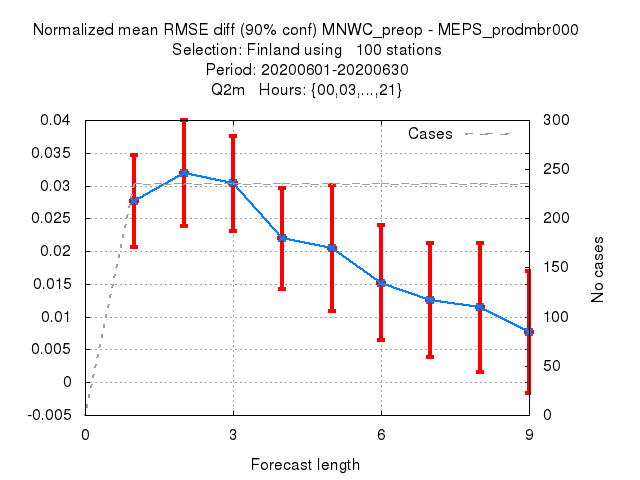 Normalized mean RMSE diff (90% conf) MNWC_preop - MEPS_prodmbr000
Selection: Finland using   100 stations
Period: 20200601-20200630
Q2m   Hours: {00,03,...,21}
0.04 300
Cases
0.035
0.03 250
0.025 200
0.02
0.015 150
0.01 100
0.005
0 50
-0.005 0
No cases
0 3 6 9
Forecast length